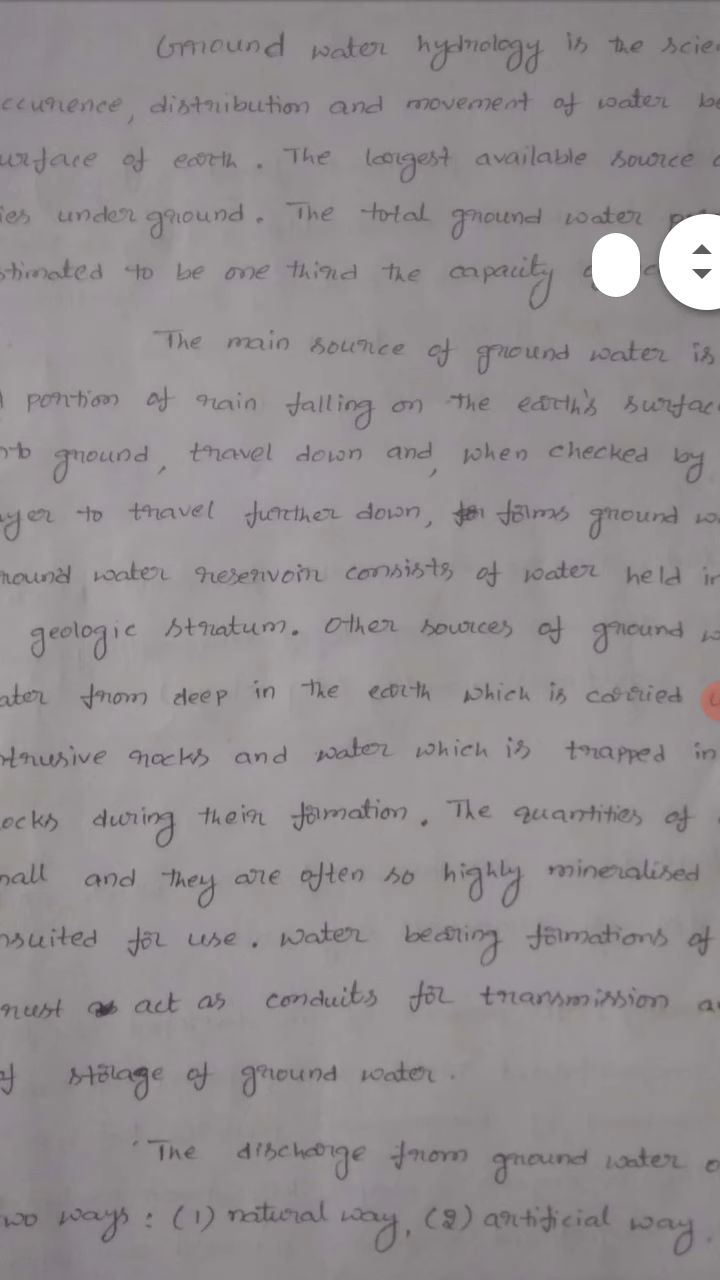 Ground water hydrology is the scien
ccurrence, distribution and movement of water be
urface of earth. The largest available source o
ies underground. The total ground water
stimated to be one third the capacity
The main source of ground water is
portion of rain falling on the earth's surface
nto ground, travel down and, when checked by
ayer to travel further down, forms ground wa
round water reservoir consists of water held in
geologic stratum. Other sources of ground w
ater from deep in the earth which is carried
ntrusive rocks and water which is trapped in
ocks during their formation. The quantities of
mall and they are often so highly mineralised
nsuited for use. Water bearing formations of
must act as conduits for transmission a
of storage of ground water.
The discharge from ground water o
wo ways: (1) natural way, (2) artificial way.